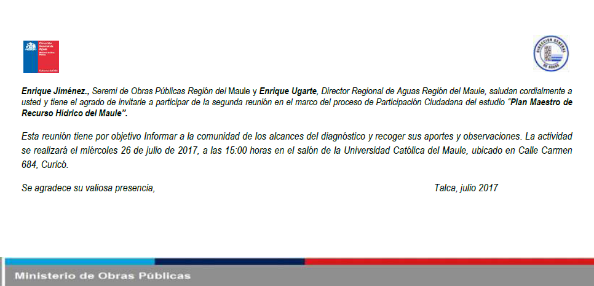 Enrique Jiménez., Seremi de Obras Públicas Región del Maule y Enrique Ugarte, Director Regional de Aguas Región del Maule, saludan cordialmente a
usted y tiene el agrado de invitarle a participar de la segunda reunión en el marco del proceso de Participación Ciudadana del estudio "Plan Maestro de
Recurso Hídrico del Maule".
Esta reunión tiene por objetivo Informar a la comunidad de los alcances del diagnóstico y recoger sus aportes y observaciones. La actividad
se realizará el miércoles 26 de julio de 2017, a las 15:00 horas en el salón de la Universidad Católica del Maule, ubicado en Calle Carmen
684, Curicó.
Se agradece su valiosa presencia, Talca, julio 2017
Ministerio de Obras Públicas